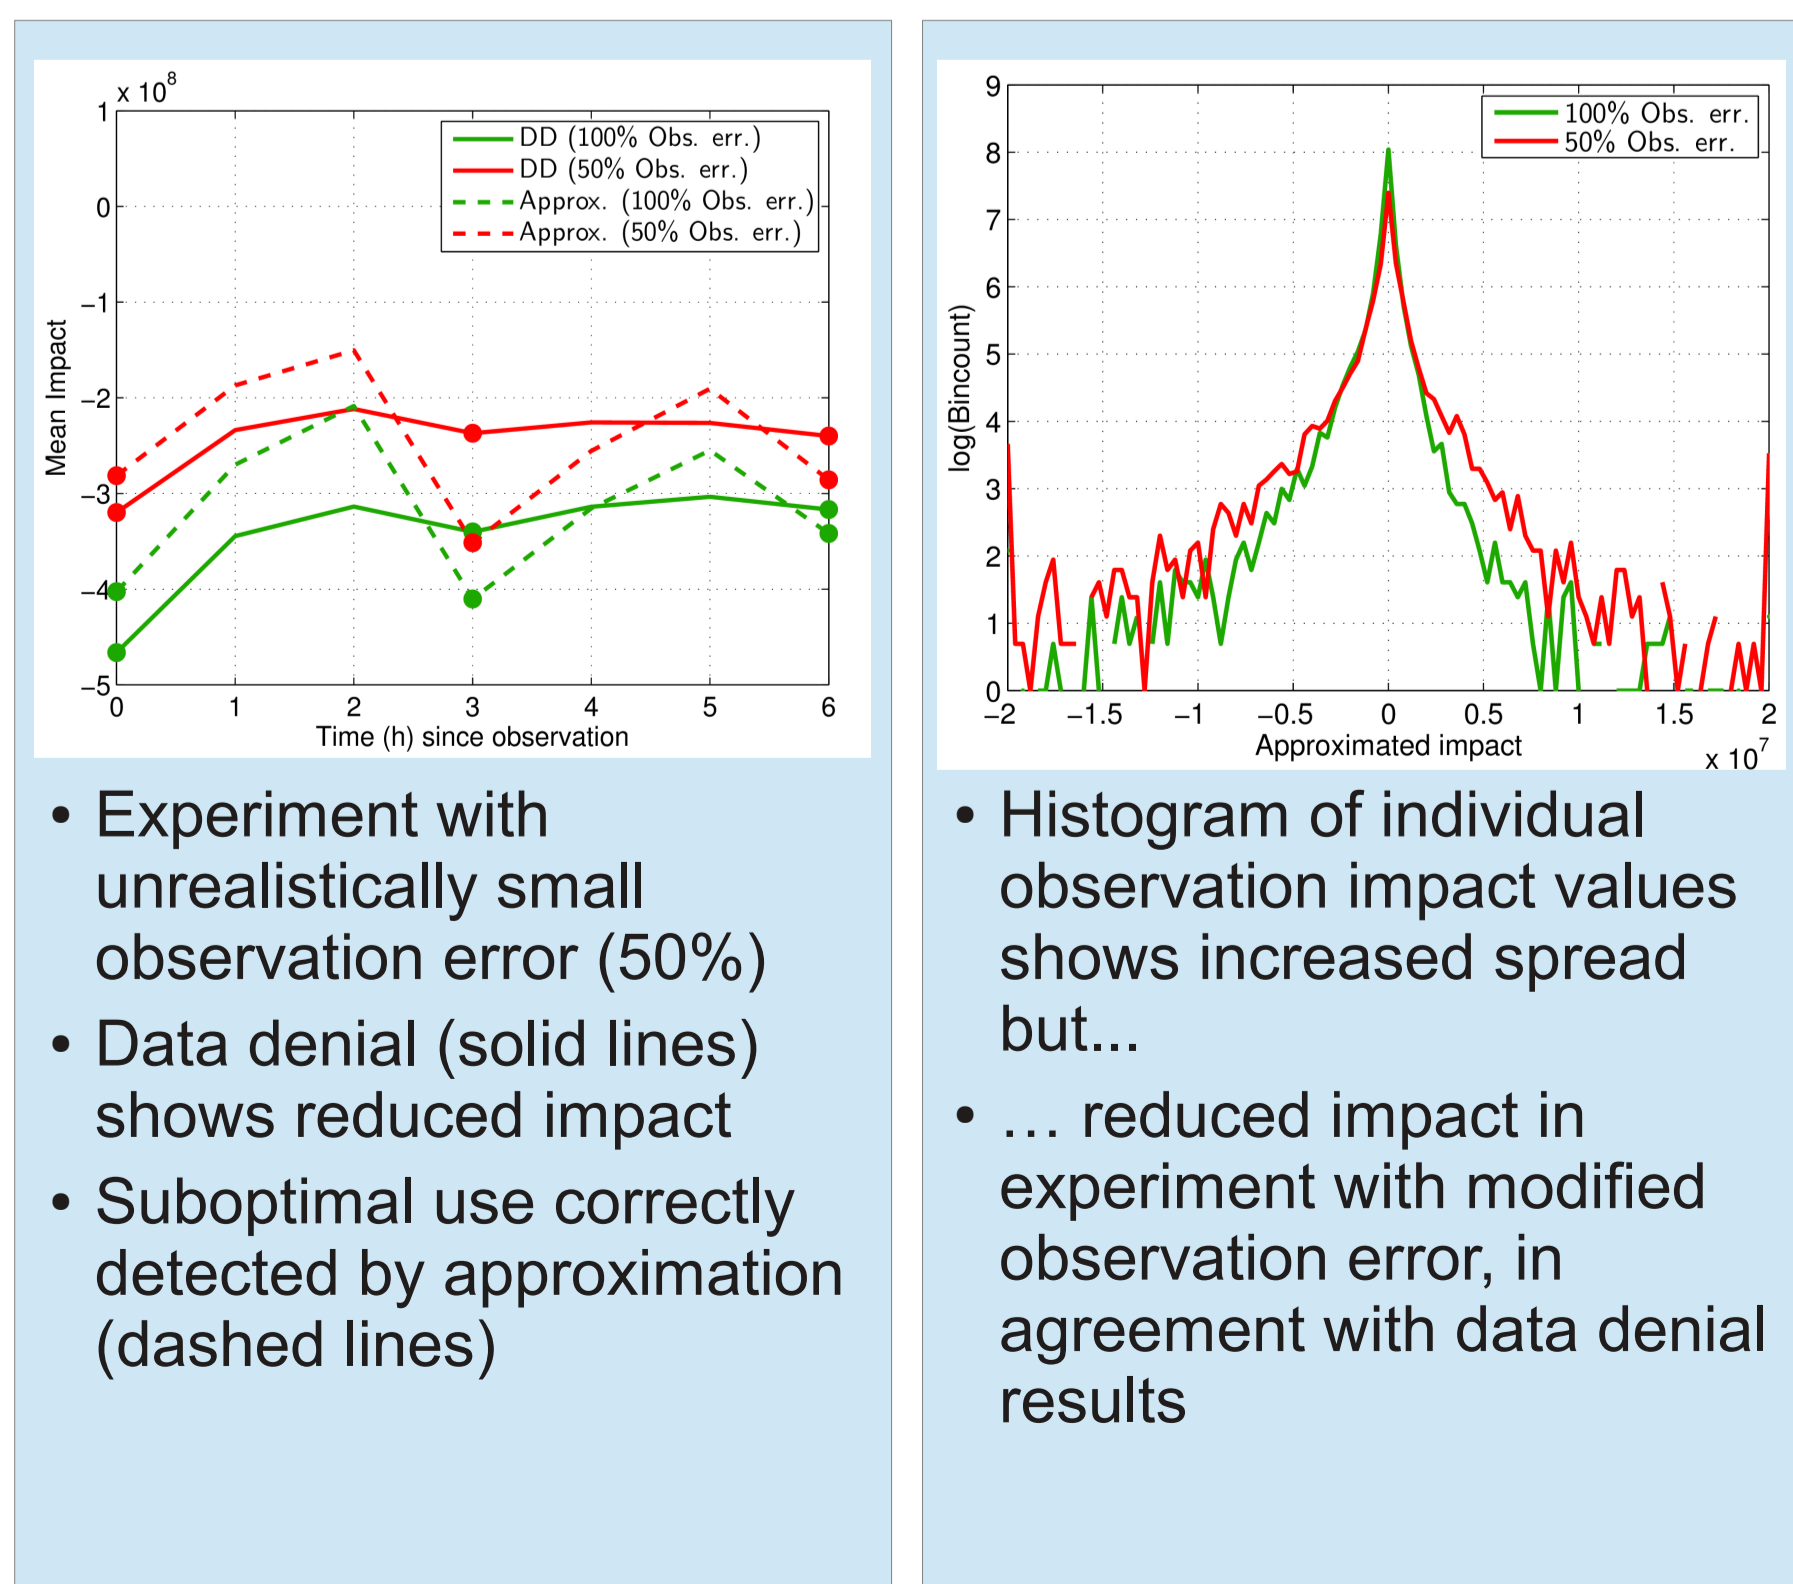 x 10^8
1
0
−1
−2
−3
−4
−5
Mean Impact
DD (100% Obs. err.)
DD (50% Obs. err.)
Approx. (100% Obs. err.)
Approx. (50% Obs. err.)
0 1 2 3 4 5 6
Time (h) since observation
• Experiment with
unrealistically small
observation error (50%)
• Data denial (solid lines)
shows reduced impact
• Suboptimal use correctly
detected by approximation
(dashed lines)
9
8
7
6
5
4
3
2
1
0
log(Bincount)
100% Obs. err.
50% Obs. err.
−2 −1.5 −1 −0.5 0 0.5 1 1.5 2
Approximated impact
x 10^7
• Histogram of individual
observation impact values
shows increased spread
but...
• … reduced impact in
experiment with modified
observation error, in
agreement with data denial
results